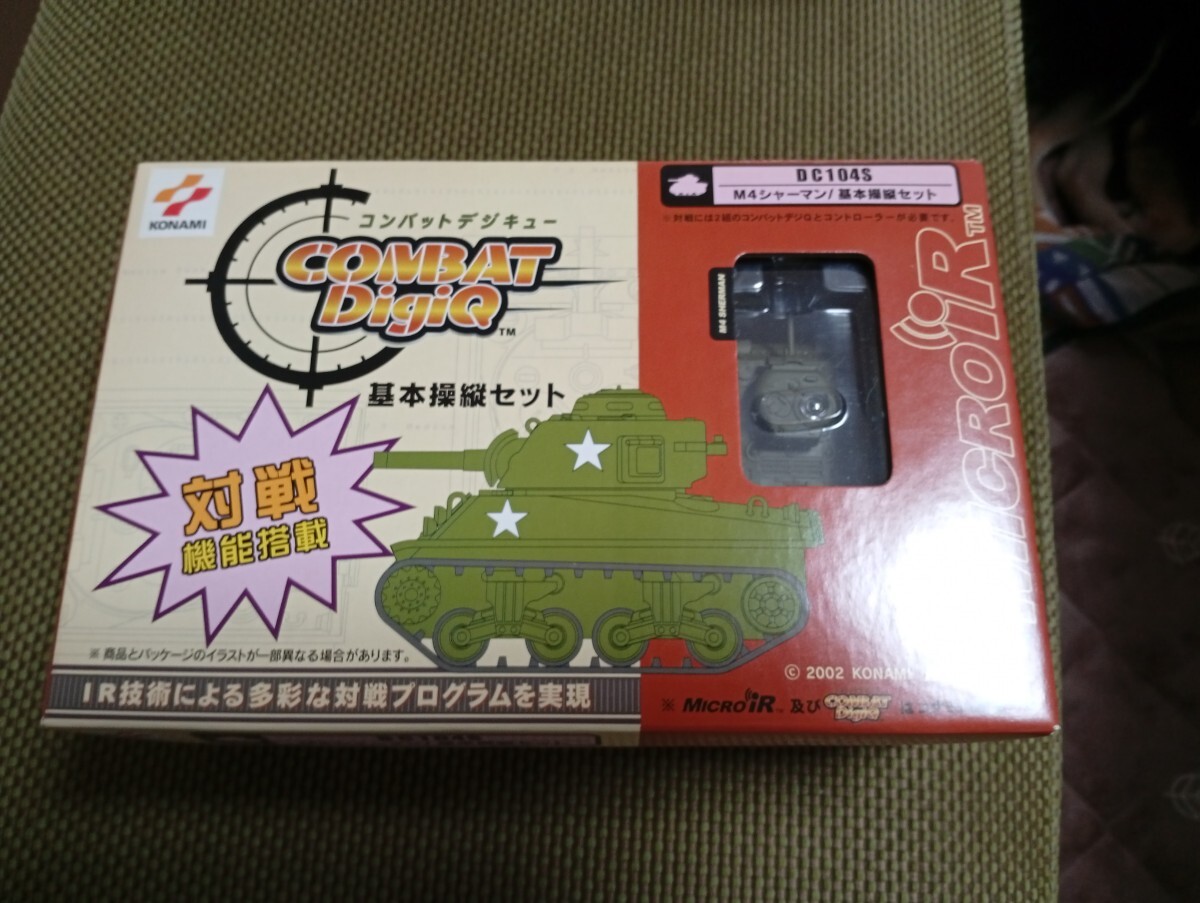 KONAMI
コンバットデジキュー
COMBAT
DigiQ™
基本操縦セット
対戦
機能搭載
※商品とパッケージのイラストが一部異なる場合があります。
IR技術による多彩な対戦プログラムを実現
DC104S
M4シャーマン/基本操縦セット
※対戦には2組のコンバットデジQとコントローラーが必要です。
M4 SHERMAN
MICROiR™
© 2002 KONAMI
※ MICROiR™ 及び COMBAT DigiQ は